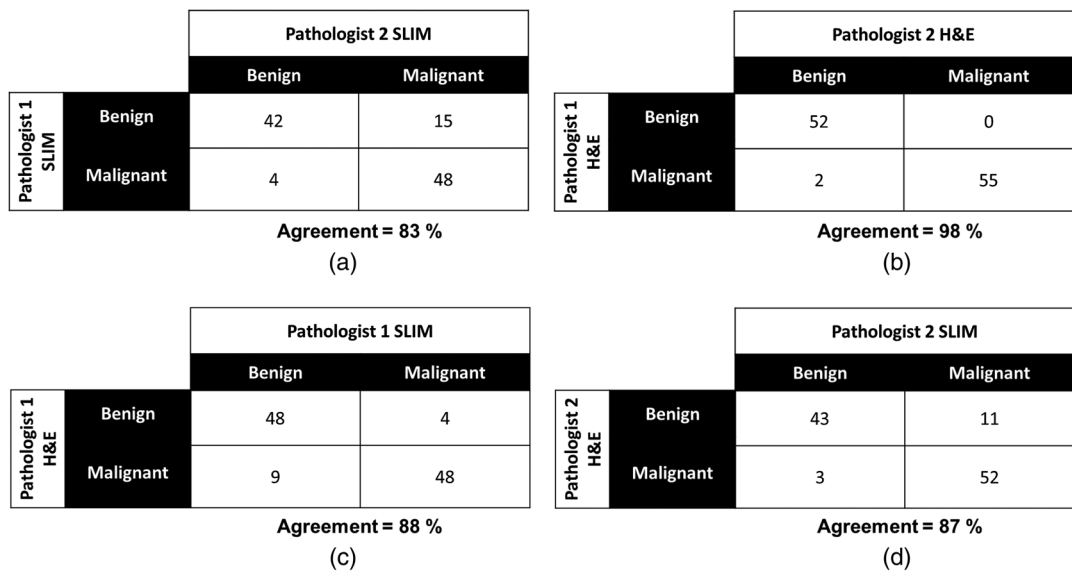 Pathologist 2 SLIM
Benign Malignant
Pathologist 1
SLIM
Benign 42 15
Malignant 4 48
Agreement = 83 %
(a)
Pathologist 2 H&E
Benign Malignant
Pathologist 1
H&E
Benign 52 0
Malignant 2 55
Agreement = 98 %
(b)
Pathologist 1 SLIM
Benign Malignant
Pathologist 1
H&E
Benign 48 4
Malignant 9 48
Agreement = 88 %
(c)
Pathologist 2 SLIM
Benign Malignant
Pathologist 2
H&E
Benign 43 11
Malignant 3 52
Agreement = 87 %
(d)